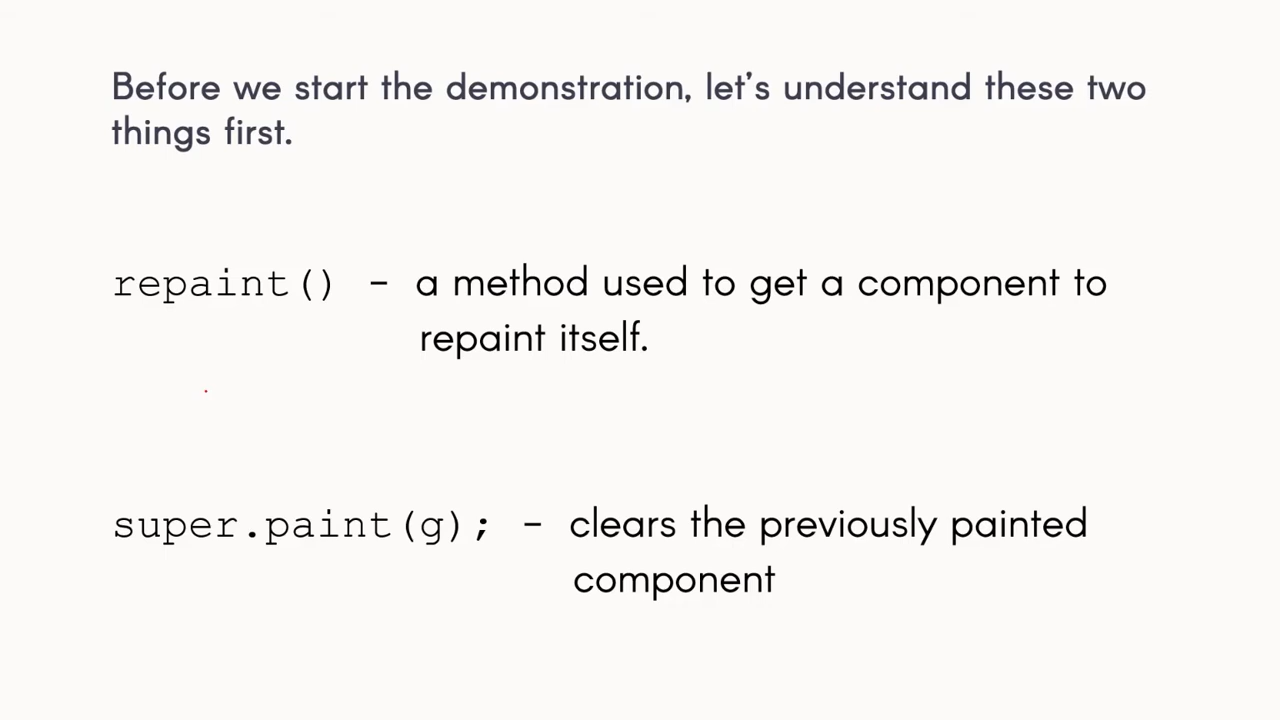 Before we start the demonstration, let's understand these two
things first.
repaint() - a method used to get a component to
repaint itself.
super.paint(g); - clears the previously painted
component